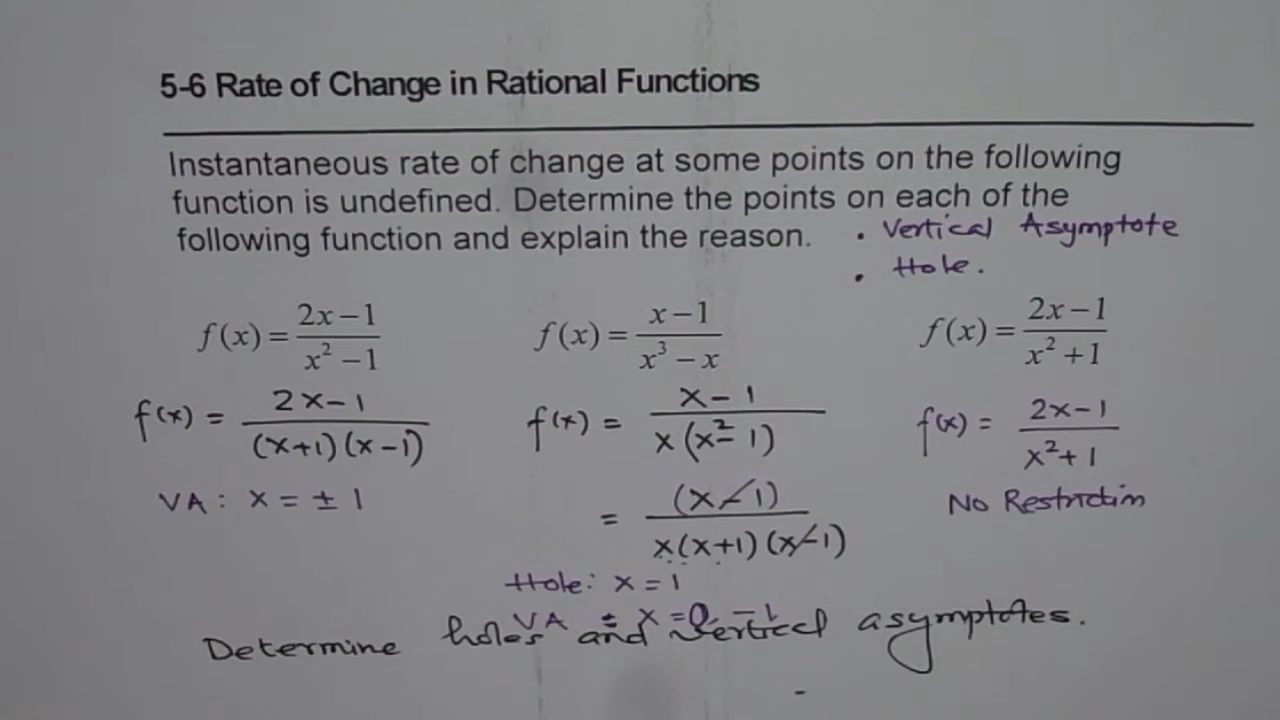 5-6 Rate of Change in Rational Functions
Instantaneous rate of change at some points on the following
function is undefined. Determine the points on each of the
following function and explain the reason.
• Vertical Asymptote
• Hole.
f(x) = (2x−1)/(x² −1)
f(x) = (x−1)/(x³ − x)
f(x) = (2x−1)/(x² +1)
f(x) = (2x−1)/((x+1)(x−1))
VA: x = ± 1
f(x) = (x−1)/(x(x²−1))
= (x−1)/(x(x+1)(x−1))
Hole: x = 1
VA : x = 0, −1
f(x) = (2x−1)/(x²+1)
No Restriction
Determine holes and vertical asymptotes.